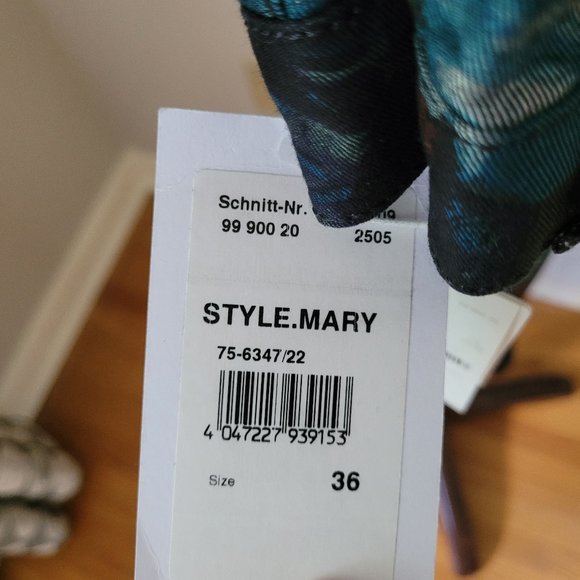 Schnitt-Nr.
99 900 20 2505
STYLE.MARY
75-6347/22
4 047227 939153
Size 36